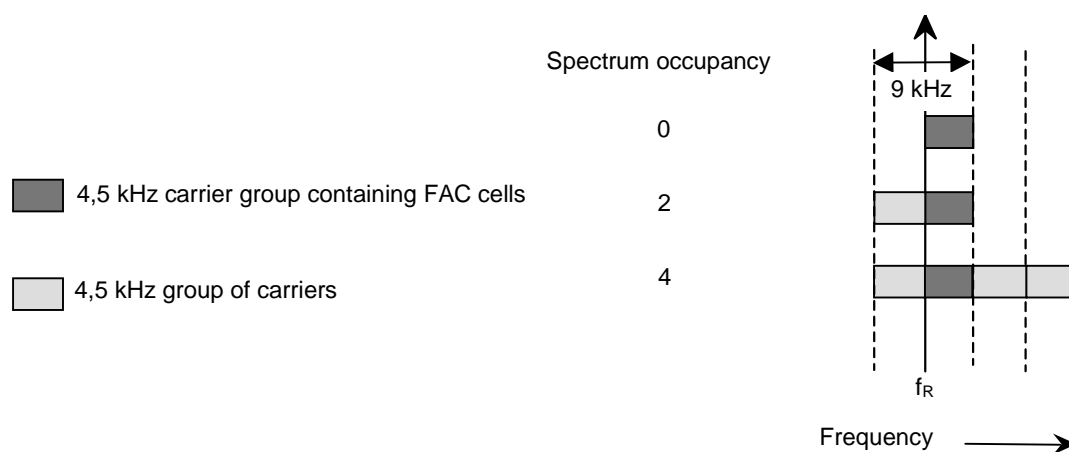 Spectrum occupancy
9 kHz
0
4,5 kHz carrier group containing FAC cells
2
4,5 kHz group of carriers
4
fR
Frequency